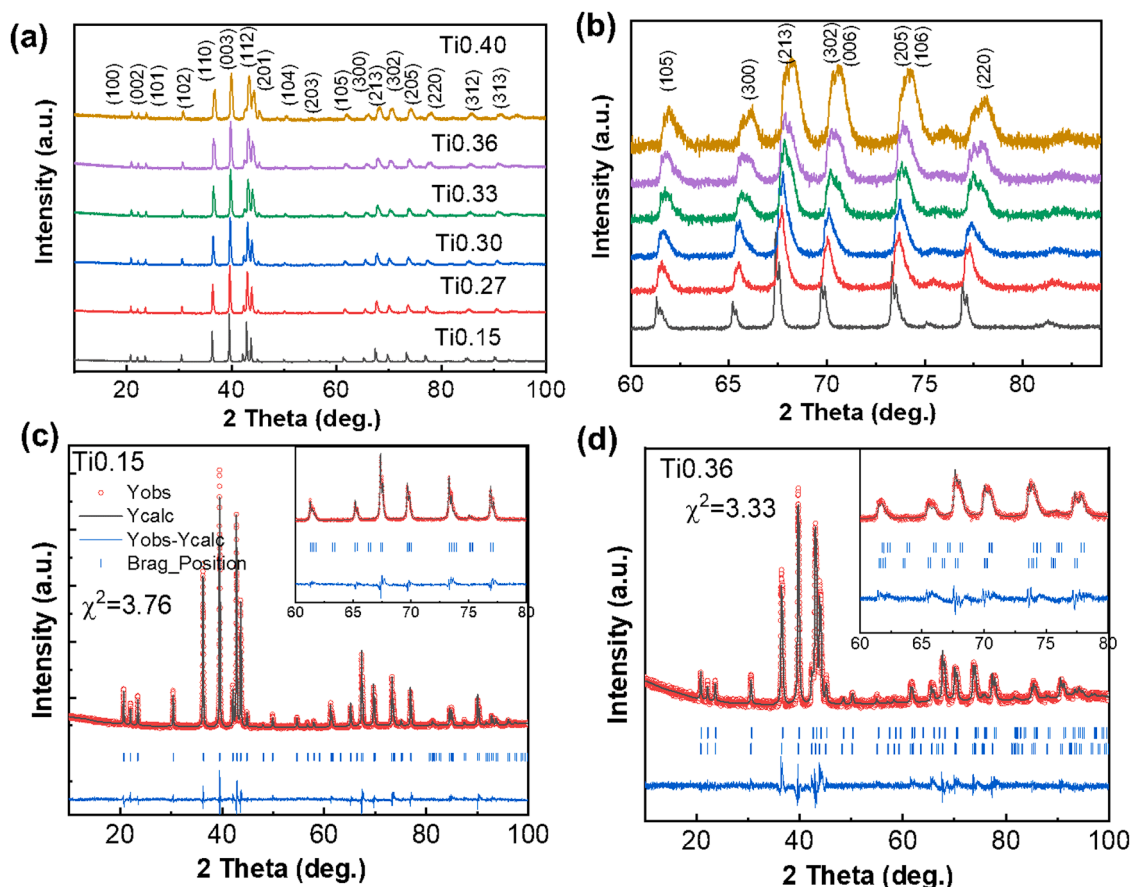 (a)
Intensity (a.u.)
(100)
(002)
(101)
(102)
(110)
(003)
(112)
(201)
(104)
(203)
(105)
(300)
(213)
(302)
(205)
(220)
(312)
(313)
Ti0.40
Ti0.36
Ti0.33
Ti0.30
Ti0.27
Ti0.15
20 40 60 80 100
2 Theta (deg.)
(b)
Intensity (a.u.)
(105)
(300)
(213)
(302)
(006)
(205)
(106)
(220)
60 65 70 75 80
2 Theta (deg.)
(c)
Intensity (a.u.)
Ti0.15
Yobs
Ycalc
Yobs-Ycalc
Brag_Position
χ²=3.76
60 65 70 75 80
20 40 60 80 100
2 Theta (deg.)
(d)
Intensity (a.u.)
Ti0.36
χ²=3.33
60 65 70 75 80
20 40 60 80 100
2 Theta (deg.)